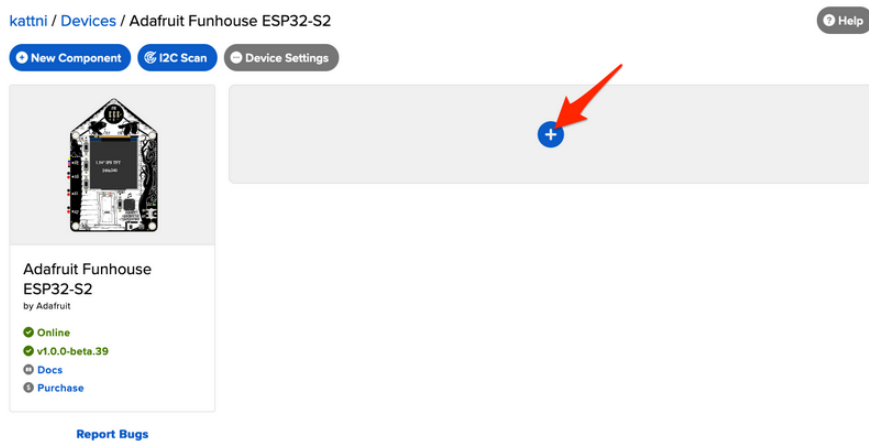 kattni / Devices / Adafruit Funhouse ESP32-S2
Help
New Component
I2C Scan
Device Settings
Adafruit Funhouse
ESP32-S2
by Adafruit
Online
v1.0.0-beta.39
Docs
Purchase
Report Bugs